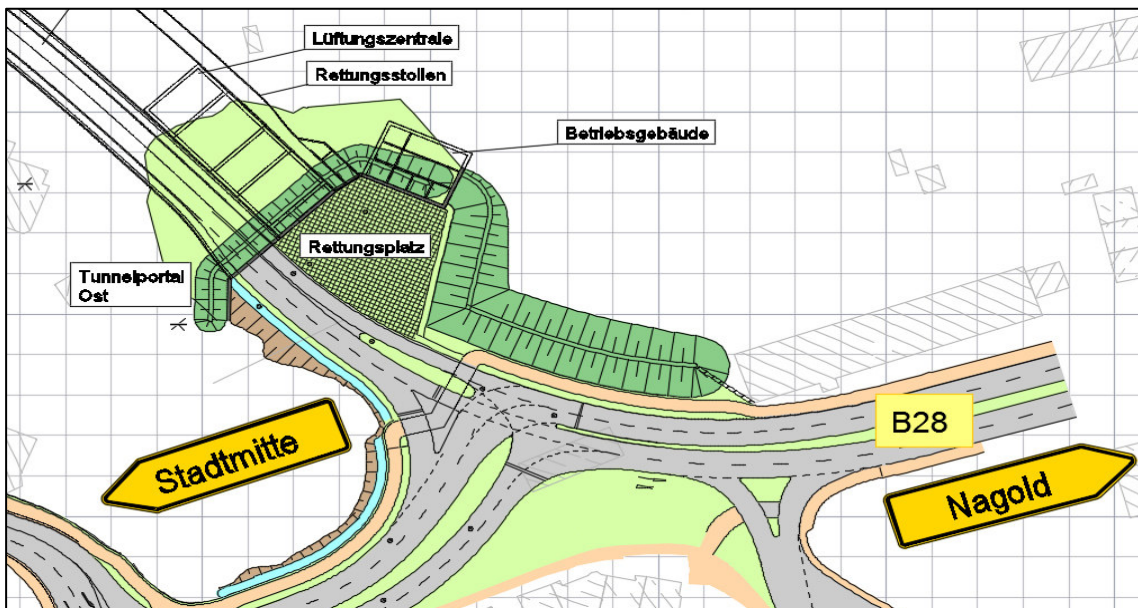 Lüftungszentrale
Rettungsstollen
Betriebsgebäude
Rettungsplatz
Tunnelportal
Ost
B28
Stadtmitte
Nagold